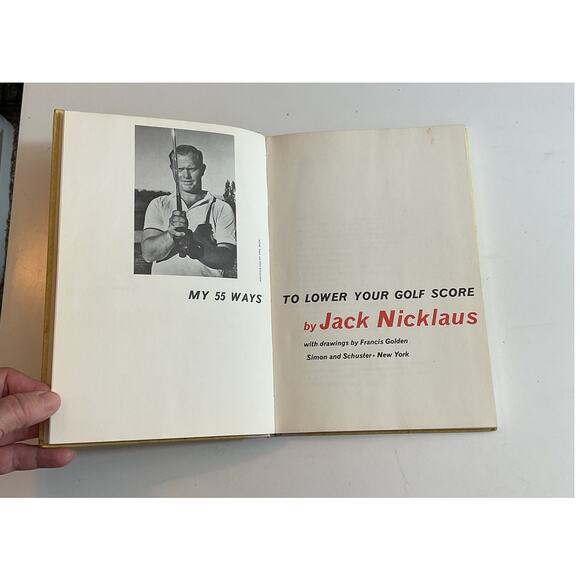 MY 55 WAYS TO LOWER YOUR GOLF SCORE
by Jack Nicklaus
with drawings by Francis Golden
Simon and Schuster • New York